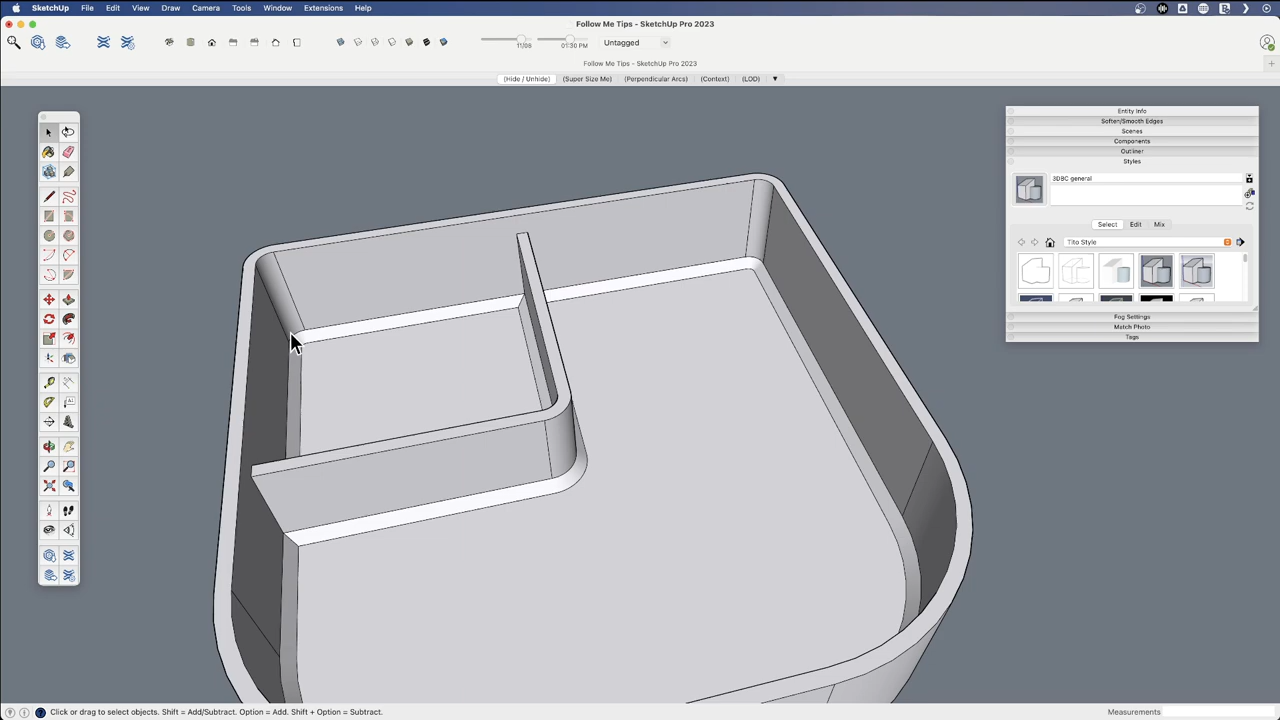 SketchUp File Edit View Draw Camera Tools Window Extensions Help
Follow Me Tips - SketchUp Pro 2023
11/08 01:30 PM Untagged
Follow Me Tips - SketchUp Pro 2023
(Hide / Unhide) (Super Size Me) (Perpendicular Arcs) (Context) (LOD)
Entity Info
Soften/Smooth Edges
Scenes
Components
Outliner
Styles
3DBC general
Select Edit Mix
Tito Style
Fog Settings
Match Photo
Tags
Click or drag to select objects. Shift = Add/Subtract. Option = Add. Shift + Option = Subtract. Measurements